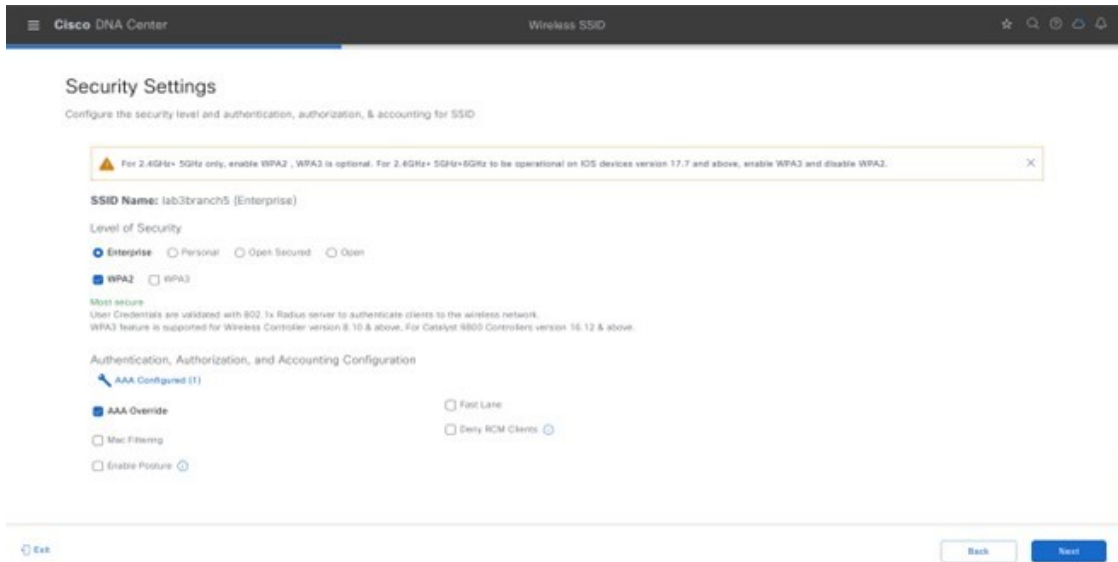 Cisco DNA Center
Wireless SSID
Security Settings
Configure the security level and authentication, authorization, & accounting for SSID
For 2.4GHz+ 5GHz only, enable WPA2 , WPA3 is optional. For 2.4GHz+ 5GHz+6GHz to be operational on IOS devices version 17.7 and above, enable WPA3 and disable WPA2.
SSID Name: lab3branch5 (Enterprise)
Level of Security
Enterprise Personal Open Secured Open
WPA2 WPA3
Most secure
User Credentials are validated with 802.1x Radius server to authenticate clients to the wireless network.
WPA3 feature is supported for Wireless Controller version 8.10 & above, For Catalyst 9800 Controllers version 16.12 & above.
Authentication, Authorization, and Accounting Configuration
AAA Configured (1)
AAA Override
Fast Lane
Mac Filtering
Deny RCM Clients
Enable Posture
Exit
Back
Next